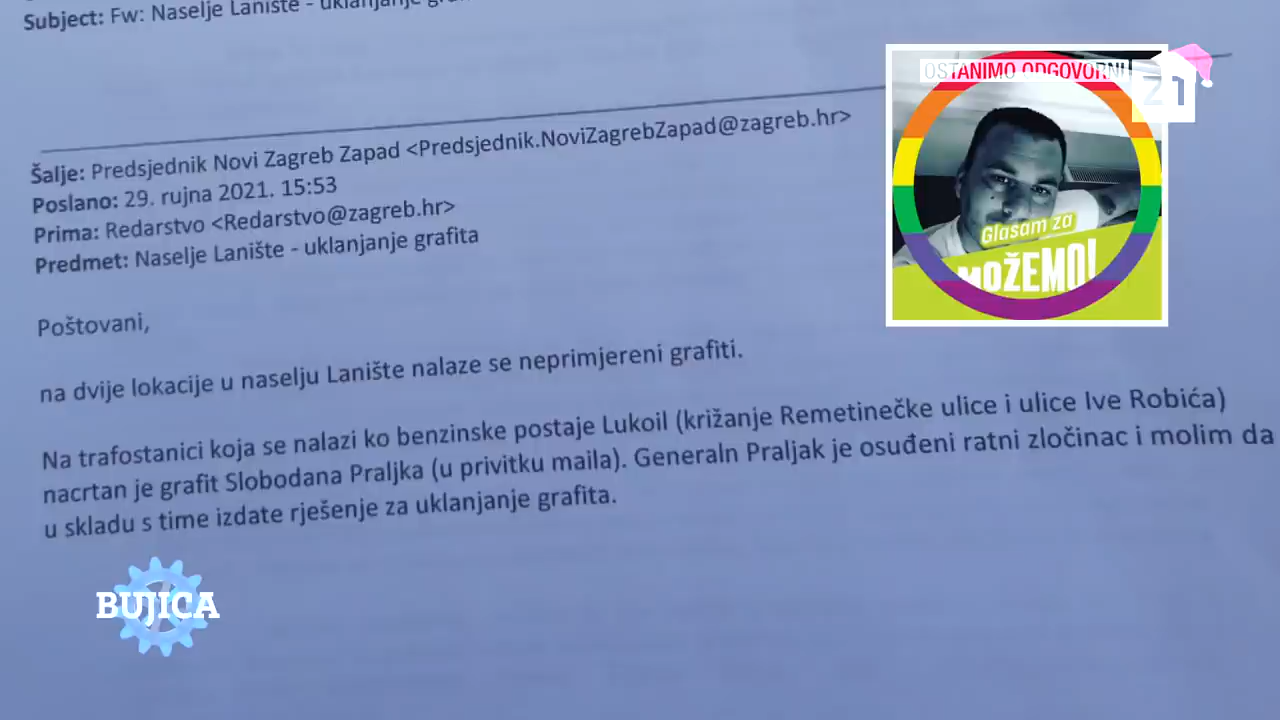 Subject: Fw: Naselje Lanište - uklanjanje
OSTANIMO ODGOVORNI
Z1
Šalje: Predsjednik Novi Zagreb Zapad <Predsjednik.NoviZagrebZapad@zagreb.hr>
Poslano: 29. rujna 2021. 15:53
Prima: Redarstvo <Redarstvo@zagreb.hr>
Predmet: Naselje Lanište - uklanjanje grafita
Glasam za
MOŽEMO!
Poštovani,
na dvije lokacije u naselju Lanište nalaze se neprimjereni grafiti.
Na trafostanici koja se nalazi ko benzinske postaje Lukoil (križanje Remetinečke ulice i ulice Ive Robića)
nacrtan je grafit Slobodana Praljka (u privitku maila). Generaln Praljak je osuđeni ratni zločinac i molim da
u skladu s time izdate rješenje za uklanjanje grafita.
BUJICA